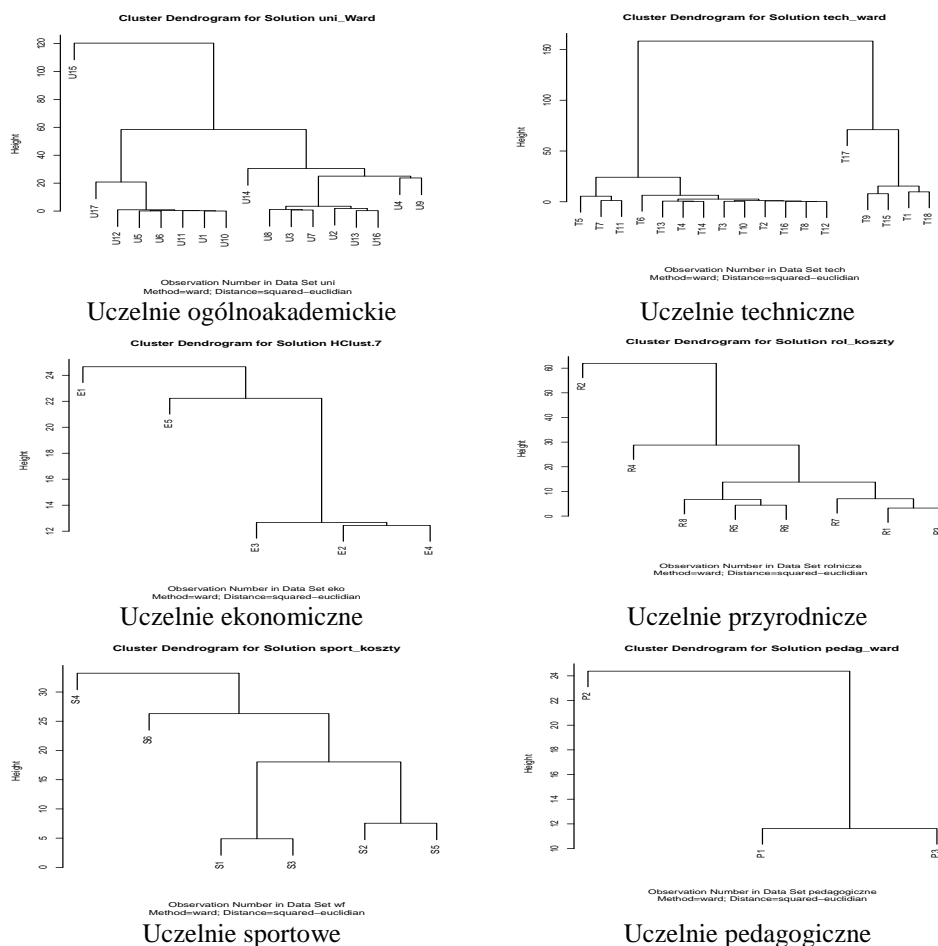 Cluster Dendrogram for Solution uni_Ward
Height
0 20 40 60 80 100 120
U15
U17
U12
U5
U6
U11
U1
U10
U14
U8
U3
U7
U2
U13
U16
U4
U9
Observation Number in Data Set uni
Method=ward; Distance=squared−euclidian
Uczelnie ogólnoakademickie
Cluster Dendrogram for Solution tech_ward
Height
0 50 100 150
T5
T7
T11
T6
T13
T4
T14
T3
T10
T2
T16
T8
T12
T17
T9
T15
T1
T18
Observation Number in Data Set tech
Method=ward; Distance=squared−euclidian
Uczelnie techniczne
Cluster Dendrogram for Solution HClust.7
Height
12 14 16 18 20 22 24
E1
E5
E3
E2
E4
Observation Number in Data Set eko
Method=ward; Distance=squared−euclidian
Uczelnie ekonomiczne
Cluster Dendrogram for Solution rol_koszty
Height
0 10 20 30 40 50 60
R2
R4
R8
R5
R6
R7
R1
R3
Observation Number in Data Set rolnicze
Method=ward; Distance=squared−euclidian
Uczelnie przyrodnicze
Cluster Dendrogram for Solution sport_koszty
Height
0 5 10 15 20 25 30
S4
S6
S1
S3
S2
S5
Observation Number in Data Set wf
Method=ward; Distance=squared−euclidian
Uczelnie sportowe
Cluster Dendrogram for Solution pedag_ward
Height
10 12 14 16 18 20 22 24
P2
P1
P3
Observation Number in Data Set pedagogiczne
Method=ward; Distance=squared−euclidian
Uczelnie pedagogiczne